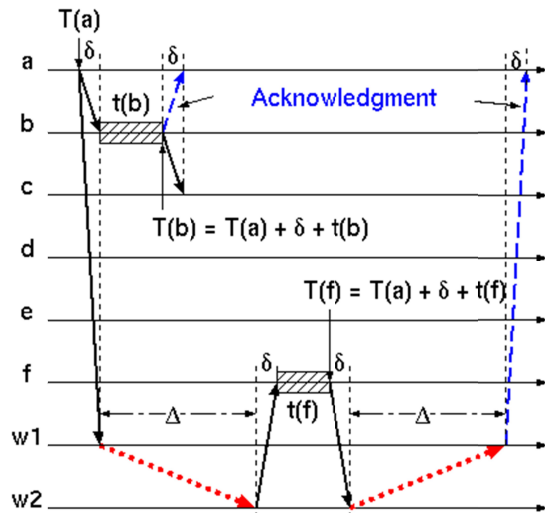 T(a)
δ δ δ
a
t(b)
Acknowledgment
b
c
T(b) = T(a) + δ + t(b)
d
T(f) = T(a) + δ + t(f)
e
δ δ
f
Δ t(f) Δ
w1
w2